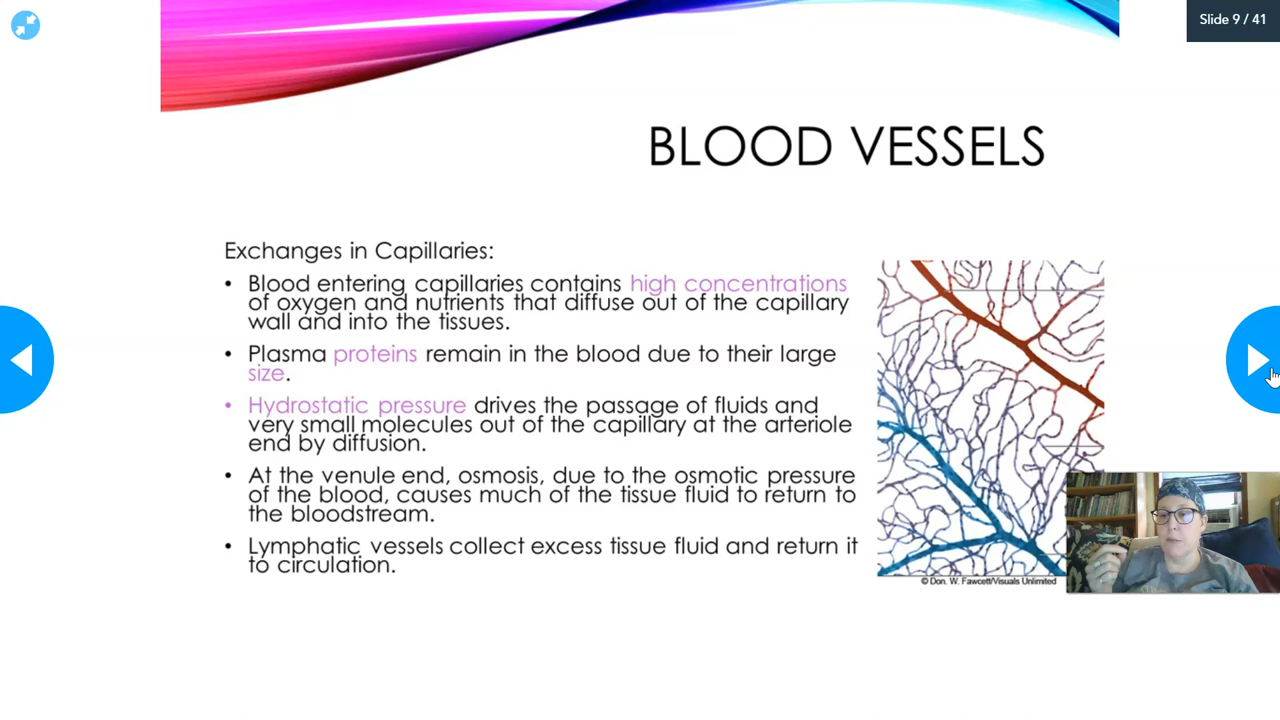 Slide 9 / 41
BLOOD VESSELS
Exchanges in Capillaries:
• Blood entering capillaries contains high concentrations
of oxygen and nutrients that diffuse out of the capillary
wall and into the tissues.
• Plasma proteins remain in the blood due to their large
size.
• Hydrostatic pressure drives the passage of fluids and
very small molecules out of the capillary at the arteriole
end by diffusion.
• At the venule end, osmosis, due to the osmotic pressure
of the blood, causes much of the tissue fluid to return to
the bloodstream.
• Lymphatic vessels collect excess tissue fluid and return it
to circulation.
© Don. W. Fawcett/Visuals Unlimited